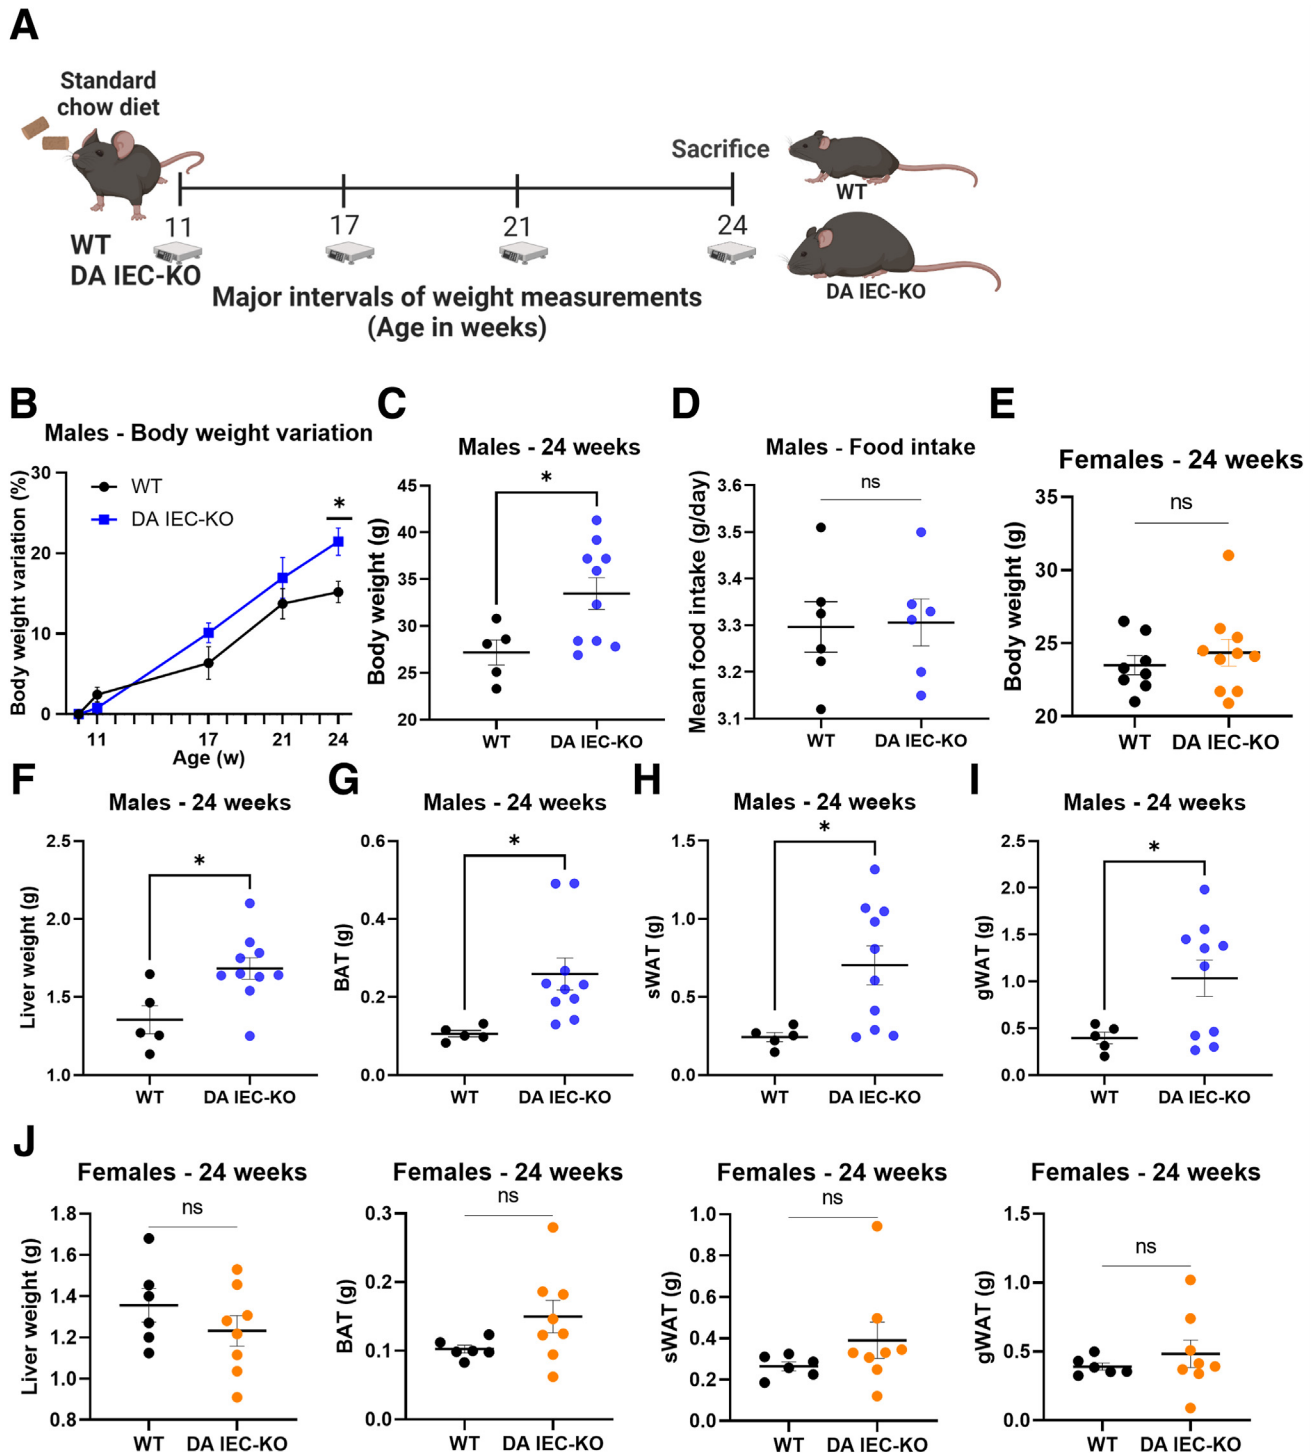 A
Standard
chow diet
Sacrifice
WT
11
17
21
24
WT
DA IEC-KO
DA IEC-KO
Major intervals of weight measurements
(Age in weeks)
B
Males - Body weight variation
Body weight variation (%)
30
20
10
0
WT
DA IEC-KO
*
11
17
21
24
Age (w)
C
Males - 24 weeks
*
Body weight (g)
45
40
35
30
25
20
WT
DA IEC-KO
D
Males - Food intake
ns
Mean food intake (g/day)
3.6
3.5
3.4
3.3
3.2
3.1
WT
DA IEC-KO
E
Females - 24 weeks
ns
Body weight (g)
35
30
25
20
WT
DA IEC-KO
F
Males - 24 weeks
*
Liver weight (g)
2.5
2.0
1.5
1.0
WT
DA IEC-KO
G
Males - 24 weeks
*
BAT (g)
0.6
0.4
0.2
0.0
WT
DA IEC-KO
H
Males - 24 weeks
*
sWAT (g)
1.5
1.0
0.5
0.0
WT
DA IEC-KO
I
Males - 24 weeks
*
gWAT (g)
2.5
2.0
1.5
1.0
0.5
0.0
WT
DA IEC-KO
J
Females - 24 weeks
ns
Liver weight (g)
1.8
1.6
1.4
1.2
1.0
0.8
WT
DA IEC-KO
Females - 24 weeks
ns
BAT (g)
0.3
0.2
0.1
0.0
WT
DA IEC-KO
Females - 24 weeks
ns
sWAT (g)
1.0
0.8
0.6
0.4
0.2
0.0
WT
DA IEC-KO
Females - 24 weeks
ns
gWAT (g)
1.5
1.0
0.5
0.0
WT
DA IEC-KO